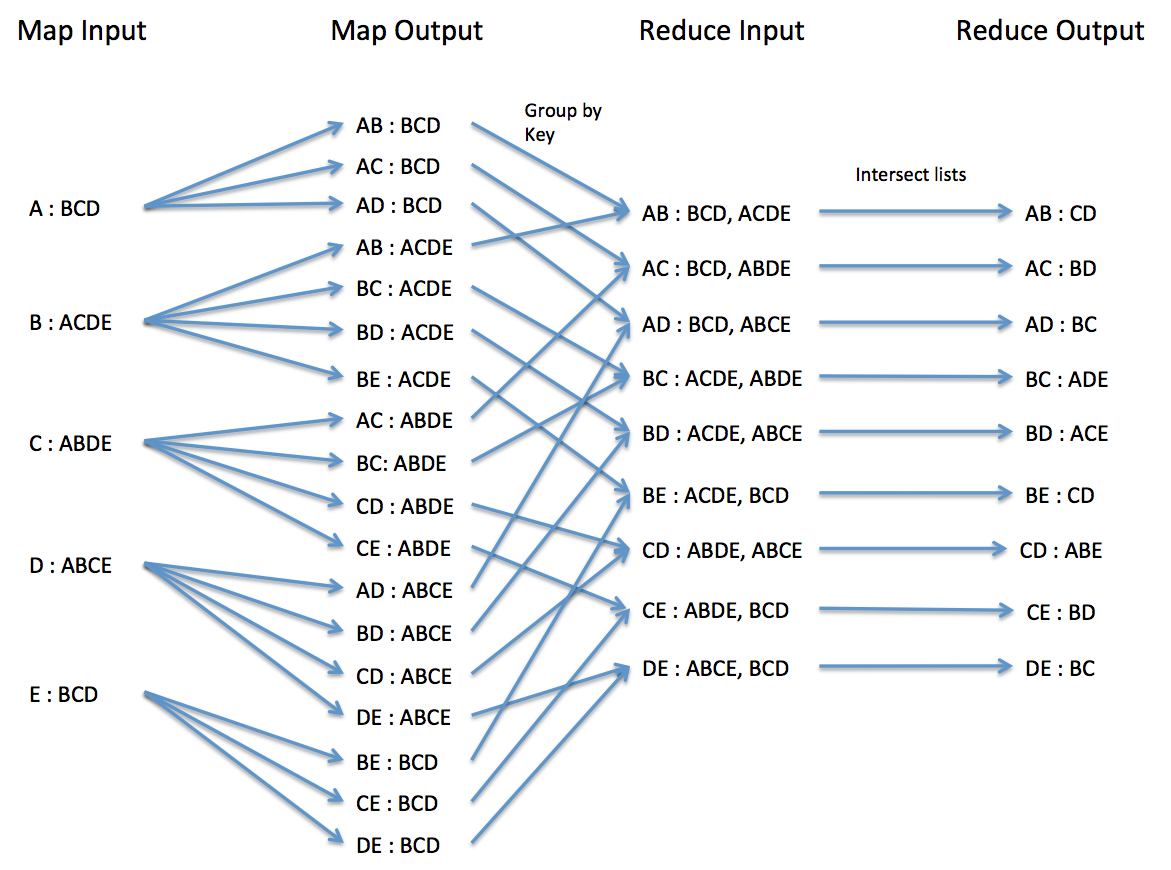 Map Input
Map Output
Reduce Input
Reduce Output
A : BCD
B : ACDE
C : ABDE
D : ABCE
E : BCD
AB : BCD
AC : BCD
AD : BCD
AB : ACDE
BC : ACDE
BD : ACDE
BE : ACDE
AC : ABDE
BC: ABDE
CD : ABDE
CE : ABDE
AD : ABCE
BD : ABCE
CD : ABCE
DE : ABCE
BE : BCD
CE : BCD
DE : BCD
Group by
Key
AB : BCD, ACDE
AC : BCD, ABDE
AD : BCD, ABCE
BC : ACDE, ABDE
BD : ACDE, ABCE
BE : ACDE, BCD
CD : ABDE, ABCE
CE : ABDE, BCD
DE : ABCE, BCD
Intersect lists
AB : CD
AC : BD
AD : BC
BC : ADE
BD : ACE
BE : CD
CD : ABE
CE : BD
DE : BC